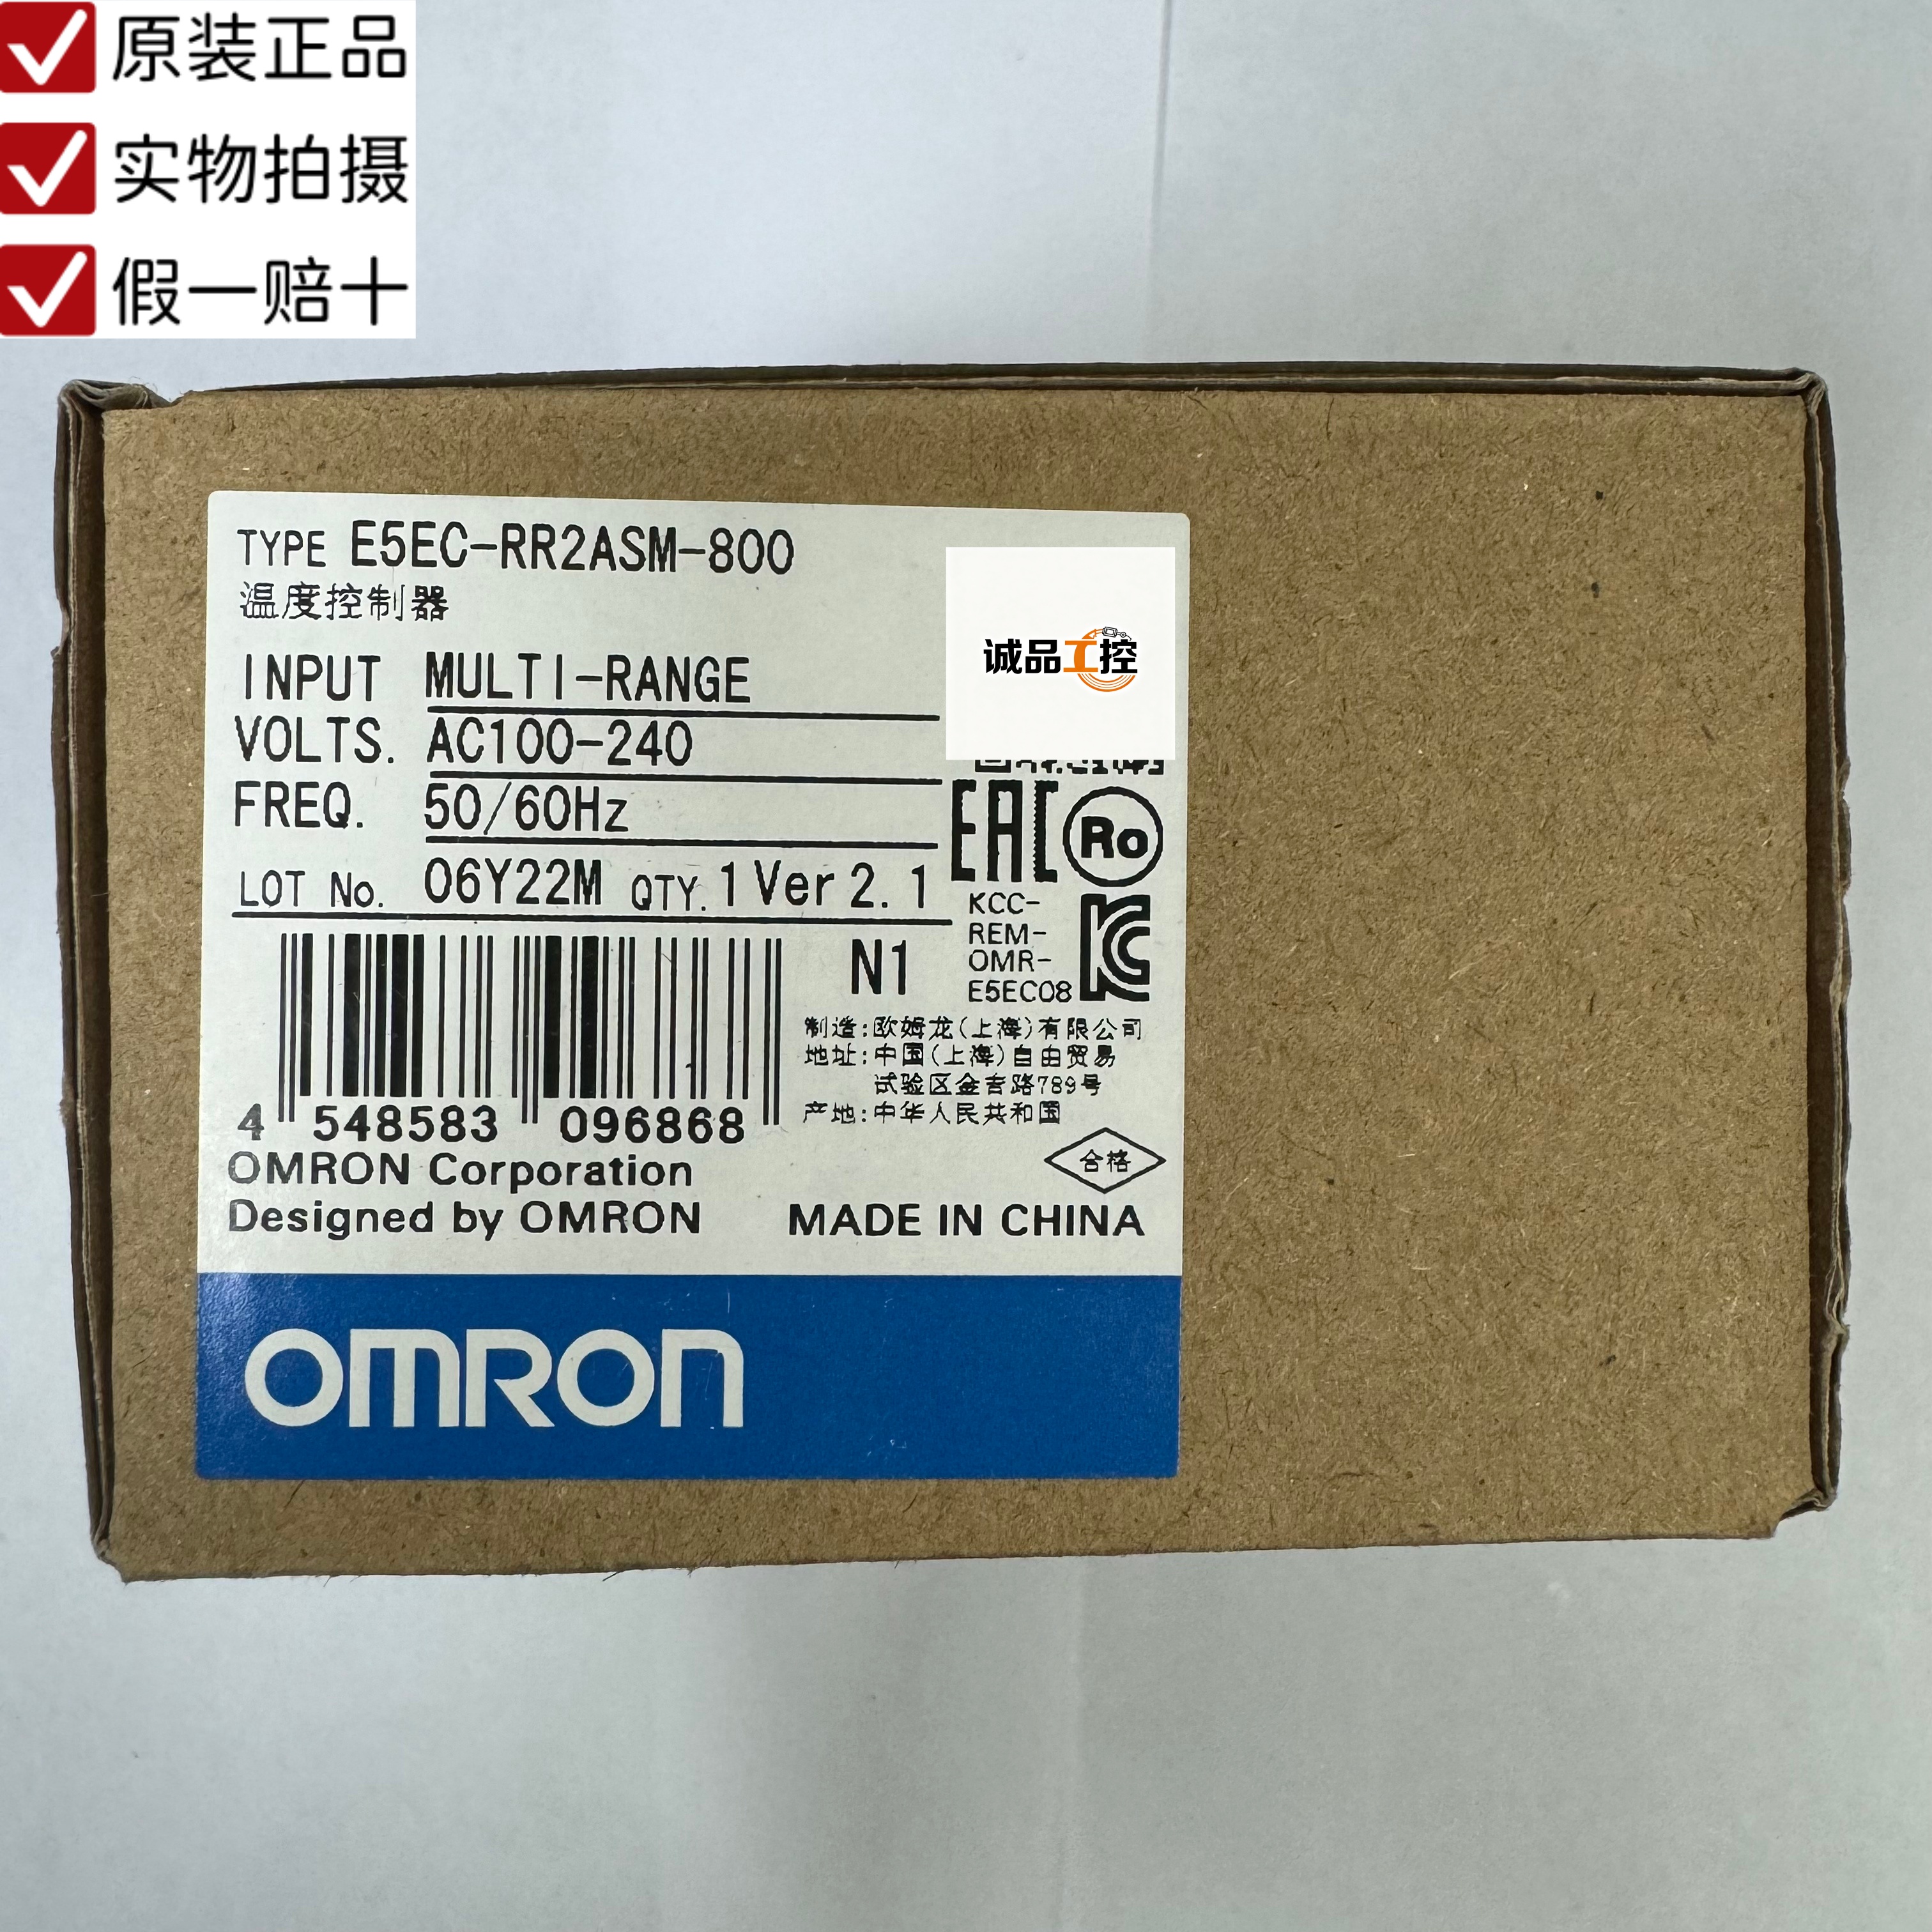 原装正品
实物拍摄
假一赔十
TYPE E5EC-RR2ASM-800
温度控制器
诚品工控
INPUT MULTI-RANGE
VOLTS. AC100-240
FREQ. 50/60Hz
LOT No. 06Y22M QTY. 1 Ver 2.1
EAC
Ro
KCC-
REM-
OMR-
E5EC08
KC
N1
制造:欧姆龙(上海)有限公司
地址:中国(上海)自由贸易
试验区金吉路789号
产地:中华人民共和国
4 548583 096868
合格
OMRON Corporation
Designed by OMRON MADE IN CHINA
OMRON